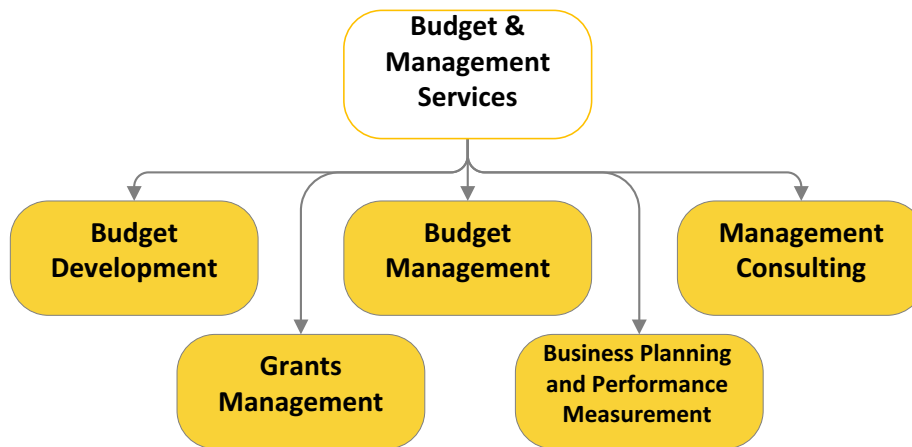 Budget &
Management
Services
Budget
Development
Budget
Management
Management
Consulting
Grants
Management
Business Planning
and Performance
Measurement